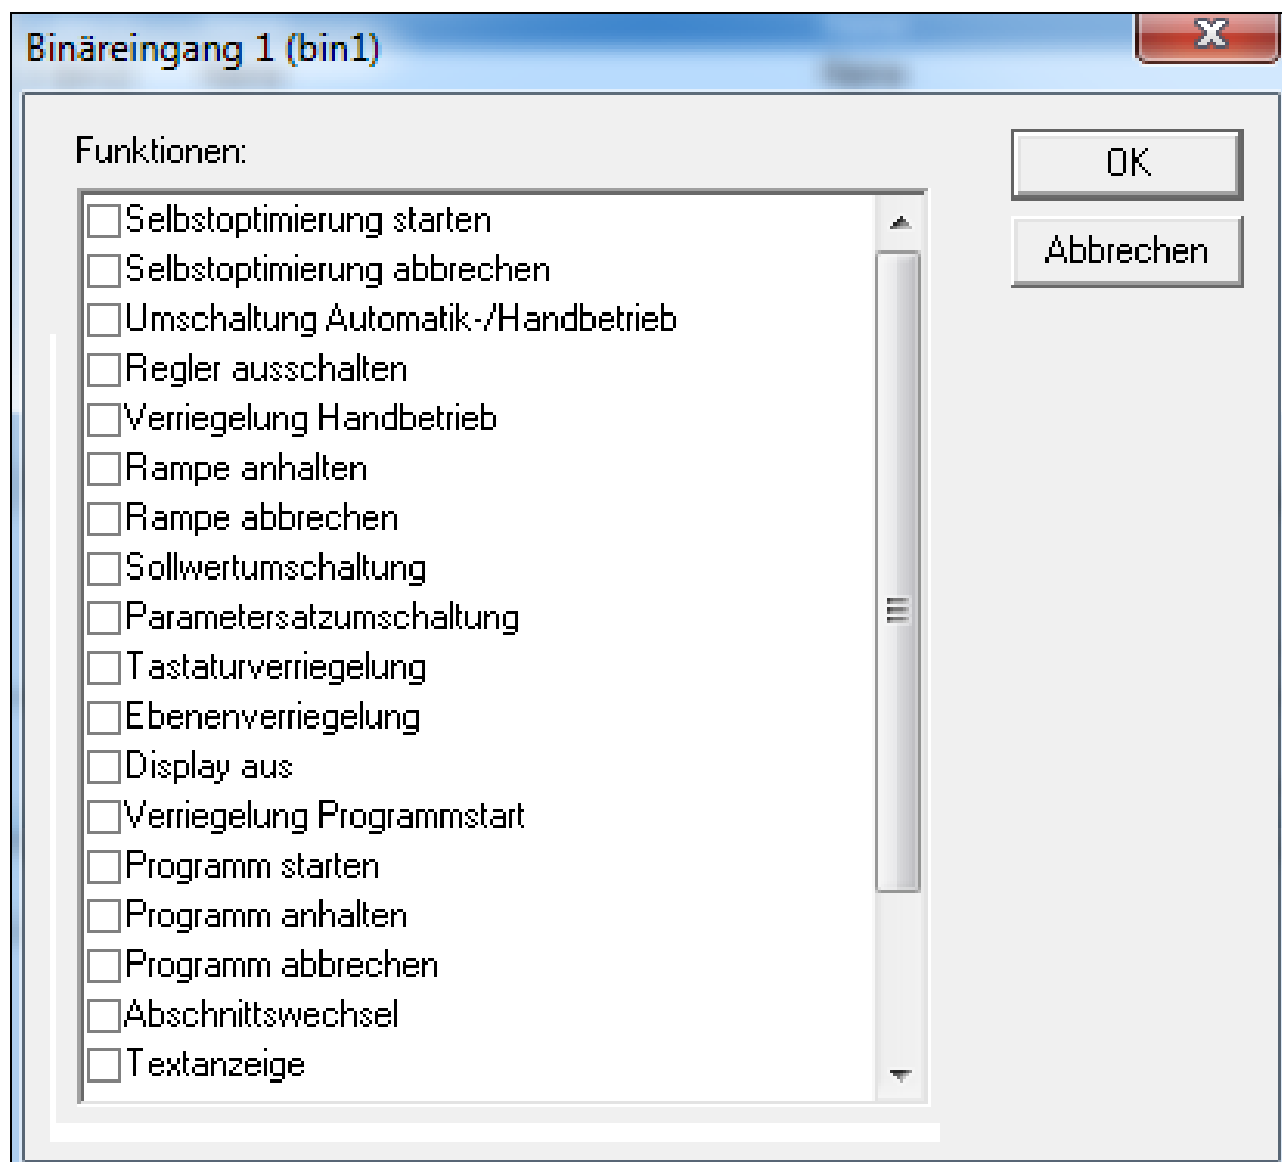 Binäreingang 1 (bin1)
Funktionen:
OK
Abbrechen
Selbstoptimierung starten
Selbstoptimierung abbrechen
Umschaltung Automatik-/Handbetrieb
Regler ausschalten
Verriegelung Handbetrieb
Rampe anhalten
Rampe abbrechen
Sollwertumschaltung
Parametersatzumschaltung
Tastaturverriegelung
Ebenenverriegelung
Display aus
Verriegelung Programmstart
Programm starten
Programm anhalten
Programm abbrechen
Abschnittswechsel
Textanzeige